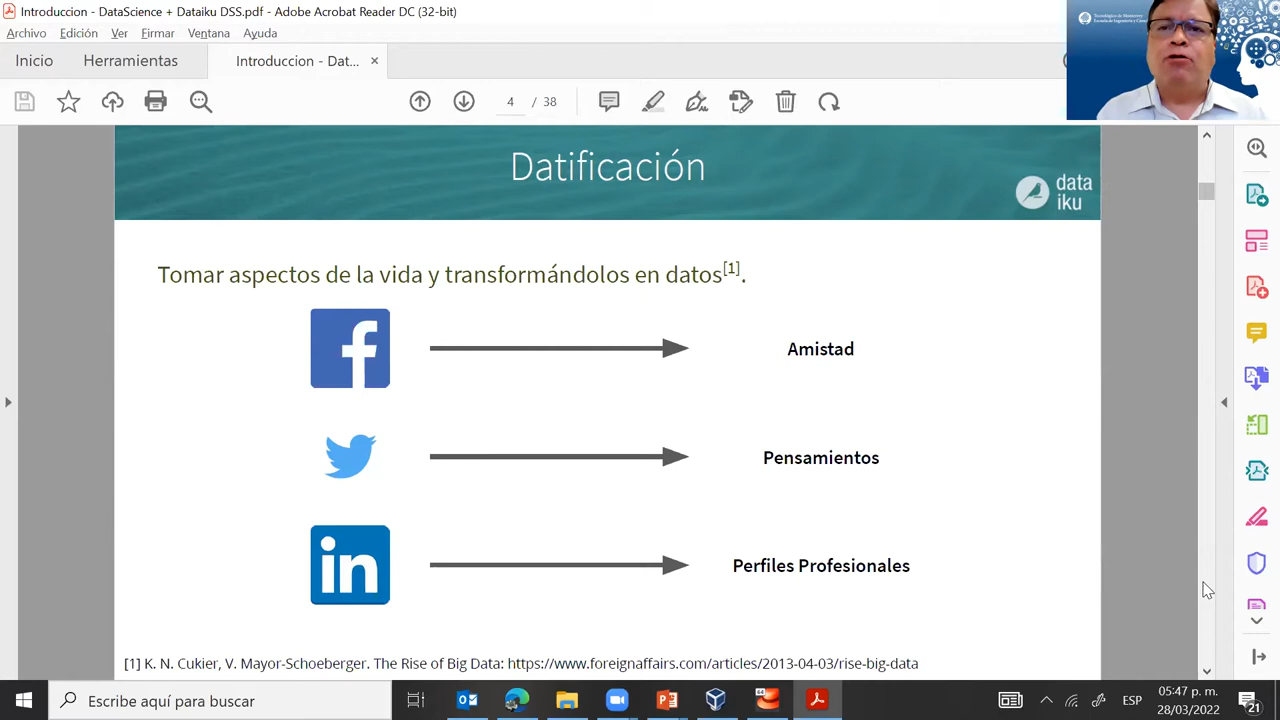 Introduccion - DataScience + Dataiku DSS.pdf - Adobe Acrobat Reader DC (32-bit)
Archivo Edición Ver Firmar Ventana Ayuda
Inicio Herramientas Introduccion - Dat... ×
4 / 38
Tecnológico de Monterrey
Datificación
data
iku
Tomar aspectos de la vida y transformándolos en datos[1].
f Amistad
Pensamientos
in Perfiles Profesionales
[1] K. N. Cukier, V. Mayor-Schoeberger. The Rise of Big Data: https://www.foreignaffairs.com/articles/2013-04-03/rise-big-data
Escribe aquí para buscar
ESP
05:47 p. m.
28/03/2022
21